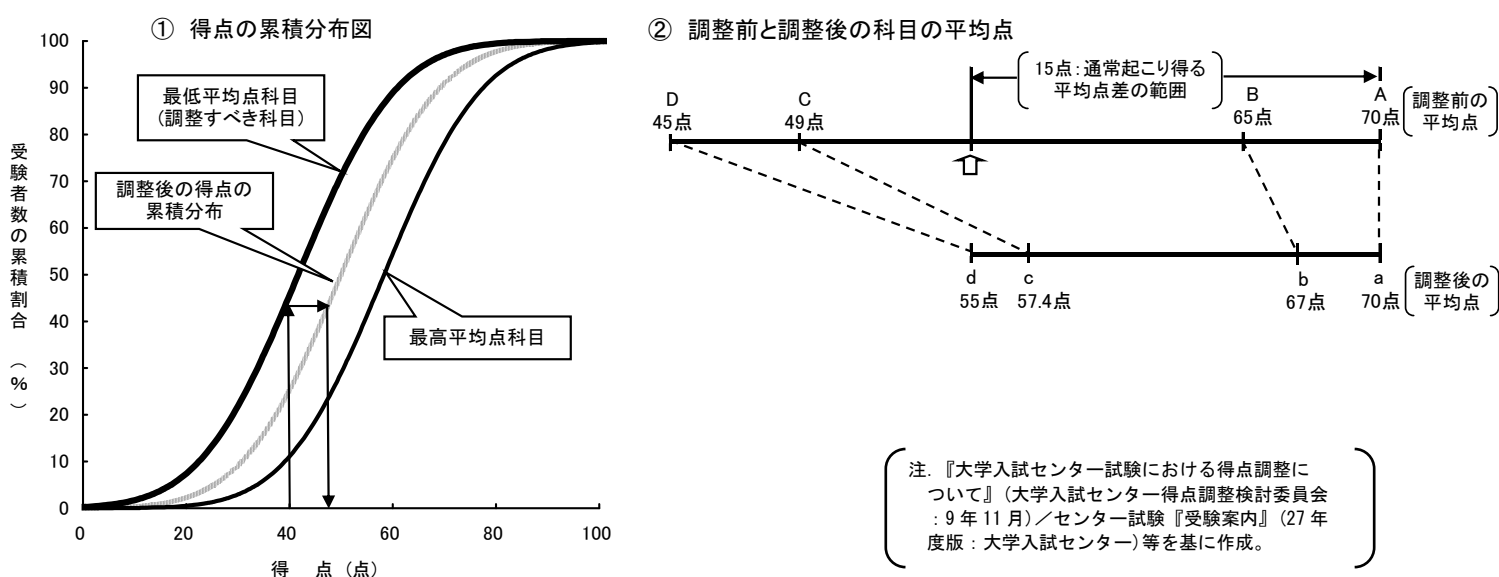 ① 得点の累積分布図
100
90
80
70
60
50
40
30
20
10
0
受験者数の累積割合 (%)
最低平均点科目
(調整すべき科目)
調整後の得点の
累積分布
最高平均点科目
0 20 40 60 80 100
得 点 (点)
② 調整前と調整後の科目の平均点
15点:通常起こり得る
平均点差の範囲
D C B A
45点 49点 65点 70点
調整前の
平均点
d c b a
55点 57.4点 67点 70点
調整後の
平均点
注.『大学入試センター試験における得点調整に
ついて』(大学入試センター得点調整検討委員会
:9年11月)/センター試験『受験案内』(27年
度版:大学入試センター)等を基に作成。